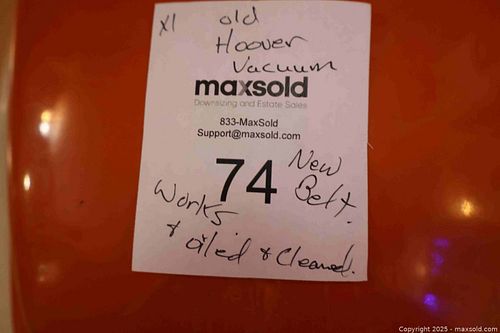 x1 old
Hoover
Vacuum
maxsold
Downsizing and Estate Sales
833-MaxSold
Support@maxsold.com
74
New
Belt.
Works.
& oiled & Cleaned.
Copyright 2025 - maxsold.com